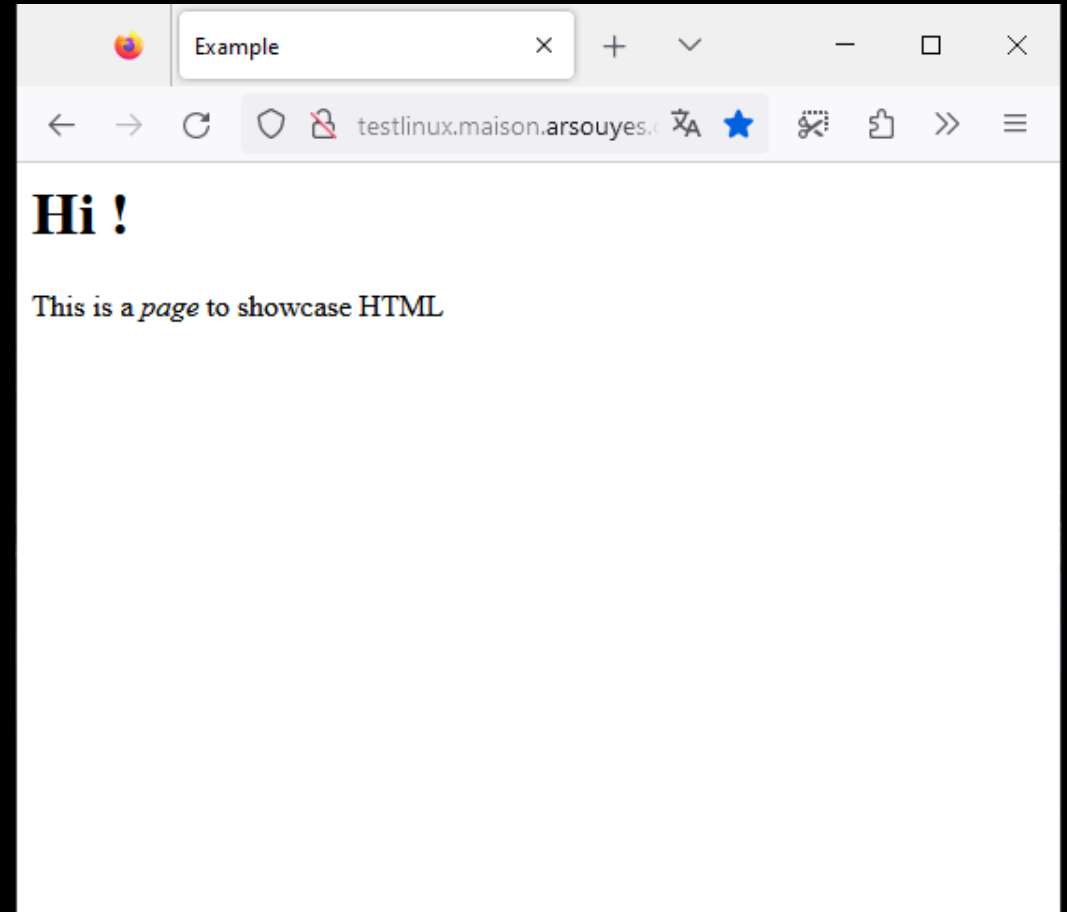 Example
testlinux.maison.arsouyes.
Hi !
This is a page to showcase HTML